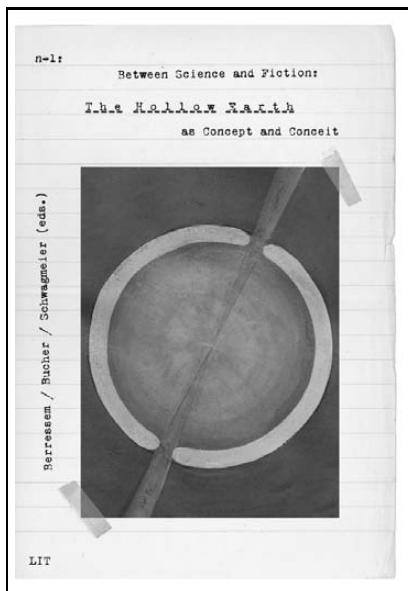 n-1:
Between Science and Fiction:
The Hollow Earth
as Concept and Conceit
Berressem / Bucher / Schwagmeier (eds.)
LIT